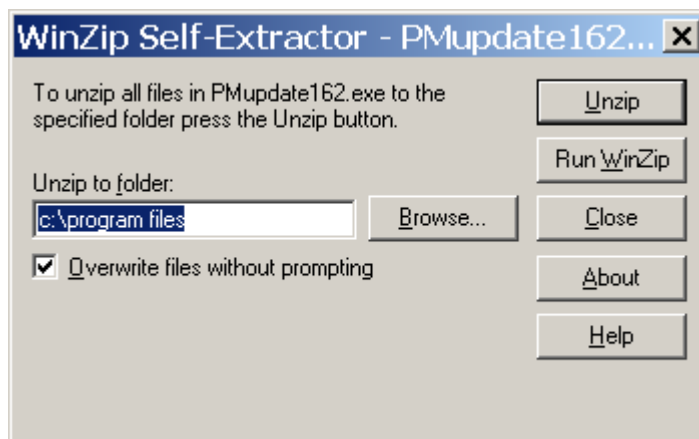 WinZip Self-Extractor - PMupdate162...
To unzip all files in PMupdate162.exe to the
specified folder press the Unzip button.
Unzip
Run WinZip
Unzip to folder:
c:\program files
Browse...
Close
Overwrite files without prompting
About
Help